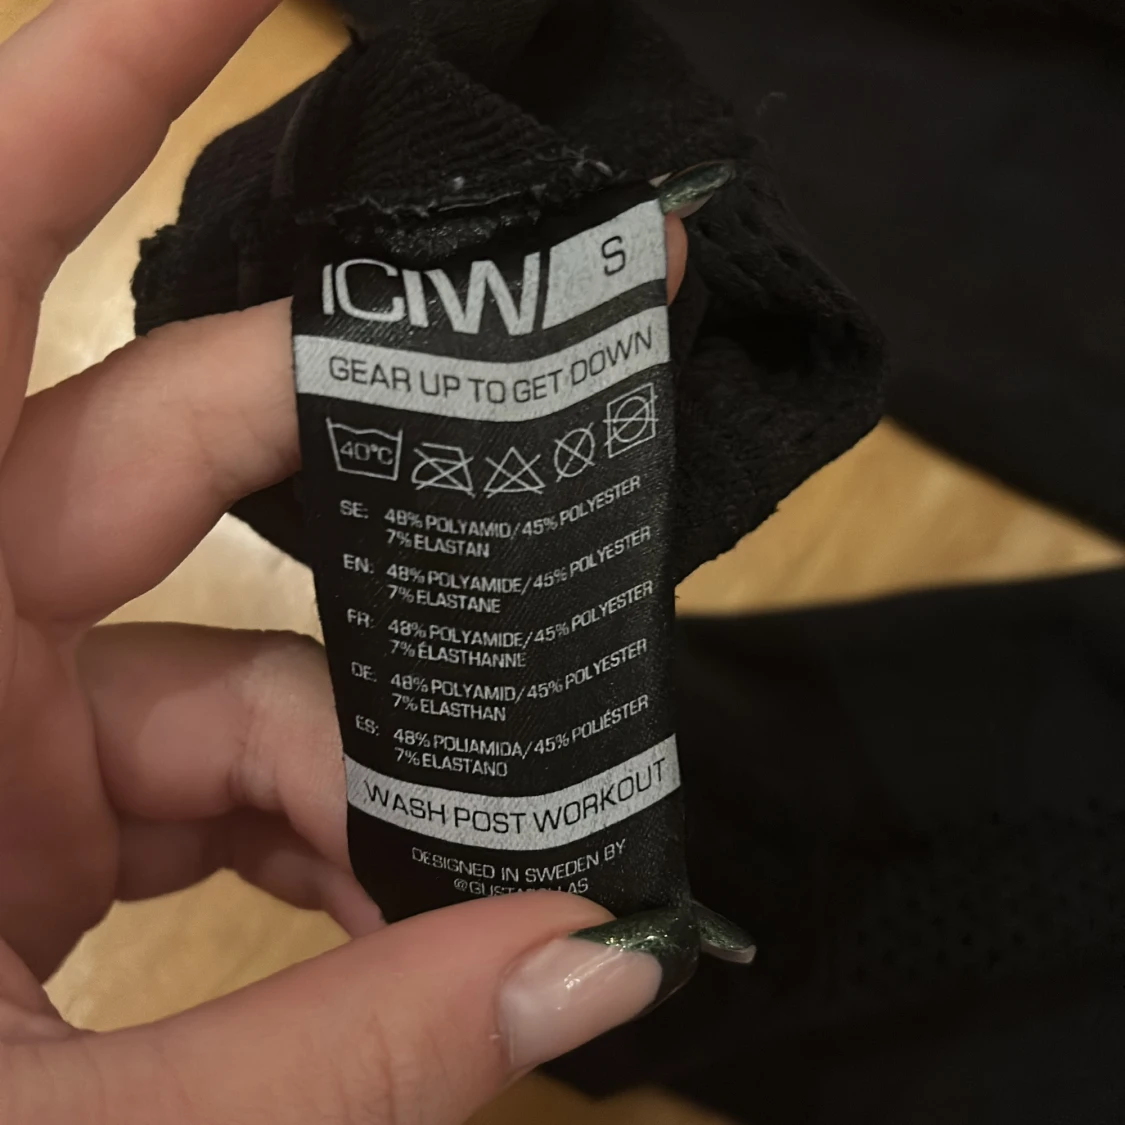 ICIW S
GEAR UP TO GET DOWN
40°C
SE: 48% POLYAMID/45% POLYESTER
7% ELASTAN
EN: 48% POLYAMIDE/45% POLYESTER
7% ELASTANE
FR: 48% POLYAMIDE/45% POLYESTER
7% ÉLASTHANNE
DE: 48% POLYAMID/45% POLYESTER
7% ELASTHAN
ES: 48% POLIAMIDA/45% POLIÉSTER
7% ELASTANO
WASH POST WORKOUT
DESIGNED IN SWEDEN BY